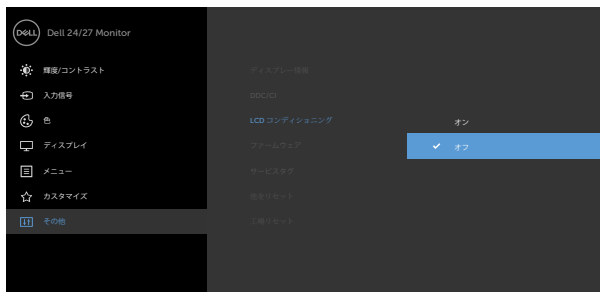 DELL
Dell 24/27 Monitor
輝度/コントラスト
入力信号
色
ディスプレイ
メニュー
カスタマイズ
その他
ディスプレー情報
DDC/CI
LCD コンディショニング
ファームウェア
サービスタグ
他をリセット
工場リセット
オン
オフ